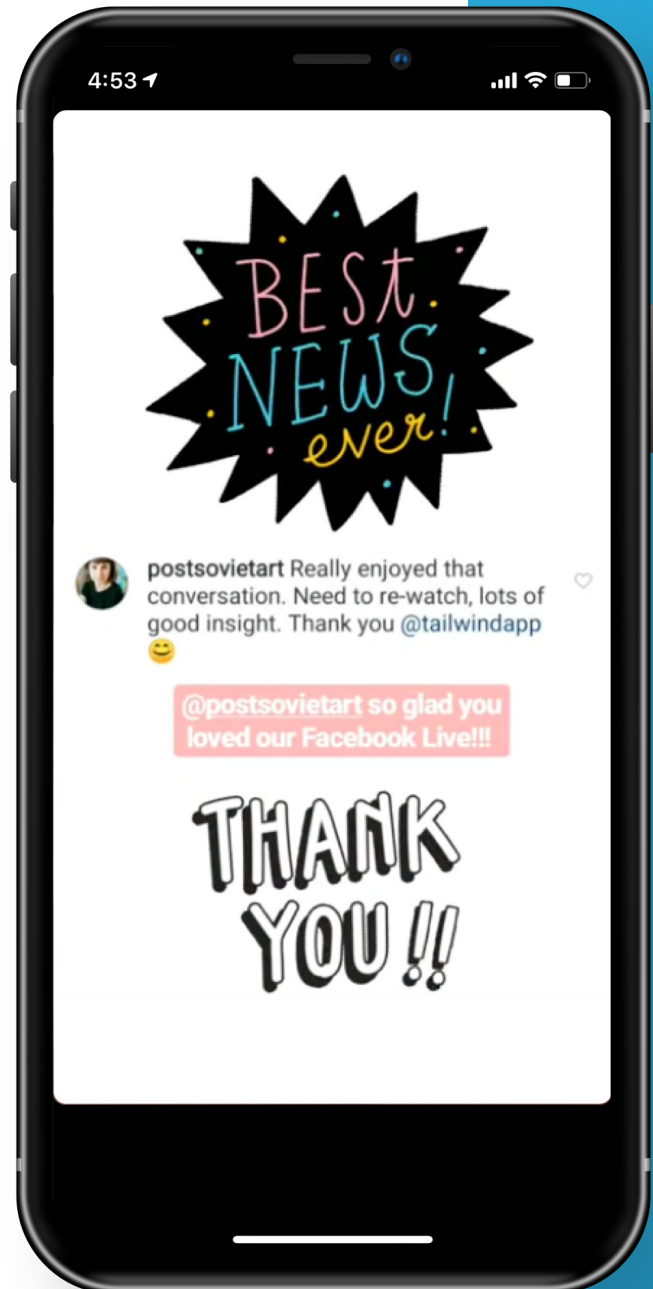 4:53
BEST
NEWS
ever!
postsovietart Really enjoyed that
conversation. Need to re-watch, lots of
good insight. Thank you @tailwindapp
😊
@postsovietart so glad you
loved our Facebook Live!!!
THANK
YOU!!